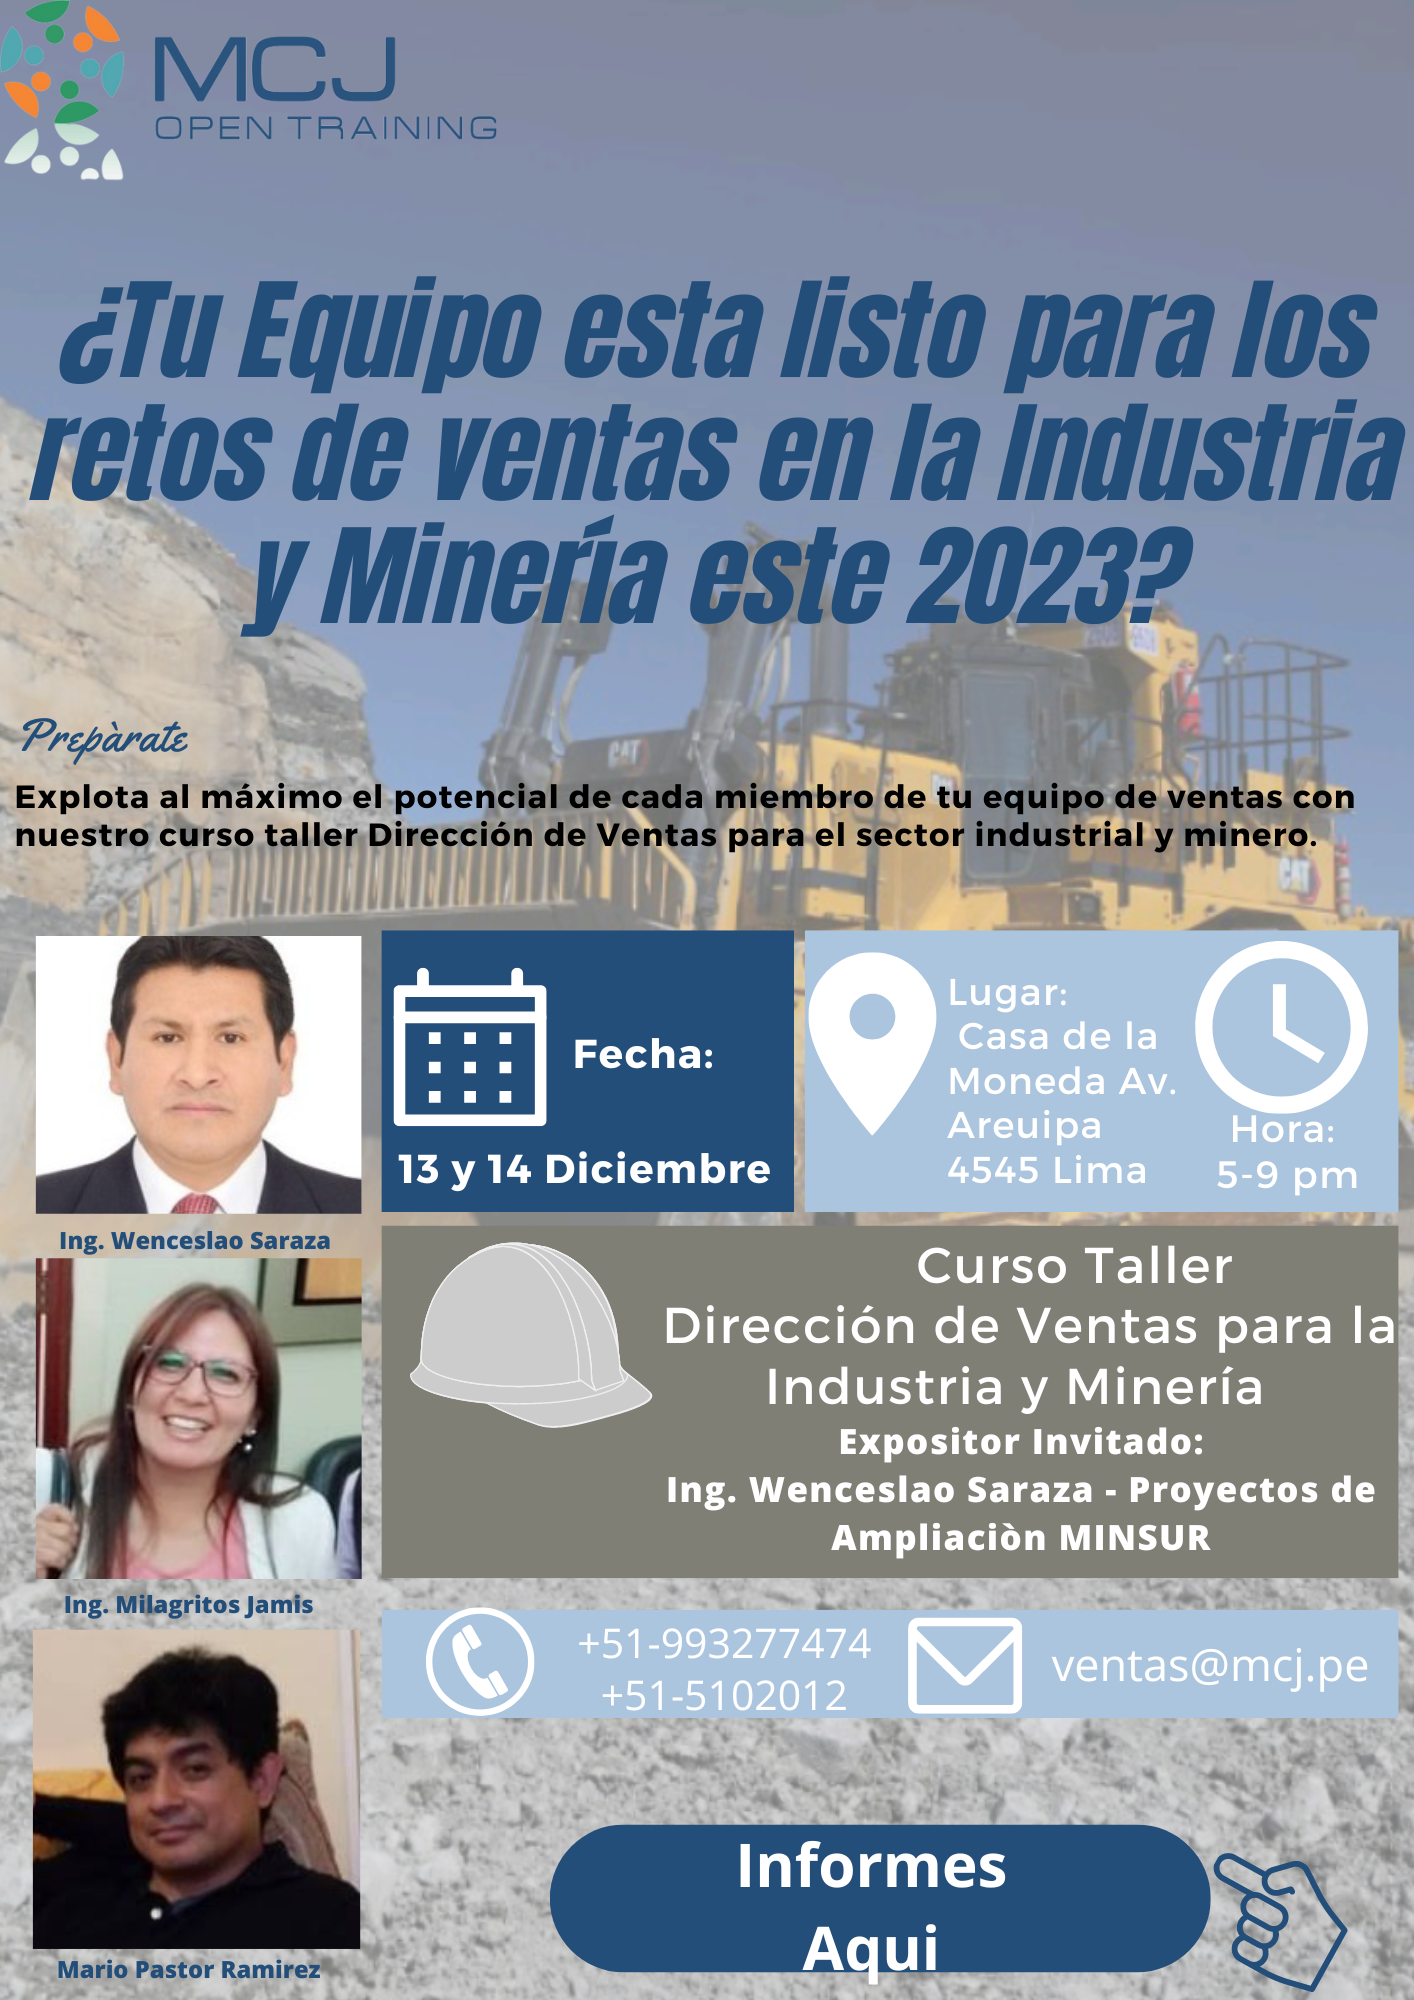 MCJ
OPEN TRAINING
¿Tu Equipo esta listo para los
retos de ventas en la Industria
y Minería este 2023?
Prepàrate
Explota al máximo el potencial de cada miembro de tu equipo de ventas con
nuestro curso taller Dirección de Ventas para el sector industrial y minero.
CAT
CAT
Fecha:
13 y 14 Diciembre
Lugar:
Casa de la
Moneda Av.
Areuipa
4545 Lima
Hora:
5-9 pm
Ing. Wenceslao Saraza
Curso Taller
Dirección de Ventas para la
Industria y Minería
Expositor Invitado:
Ing. Wenceslao Saraza - Proyectos de
Ampliaciòn MINSUR
Ing. Milagritos Jamis
+51-993277474
+51-5102012
ventas@mcj.pe
Mario Pastor Ramirez
Informes
Aqui